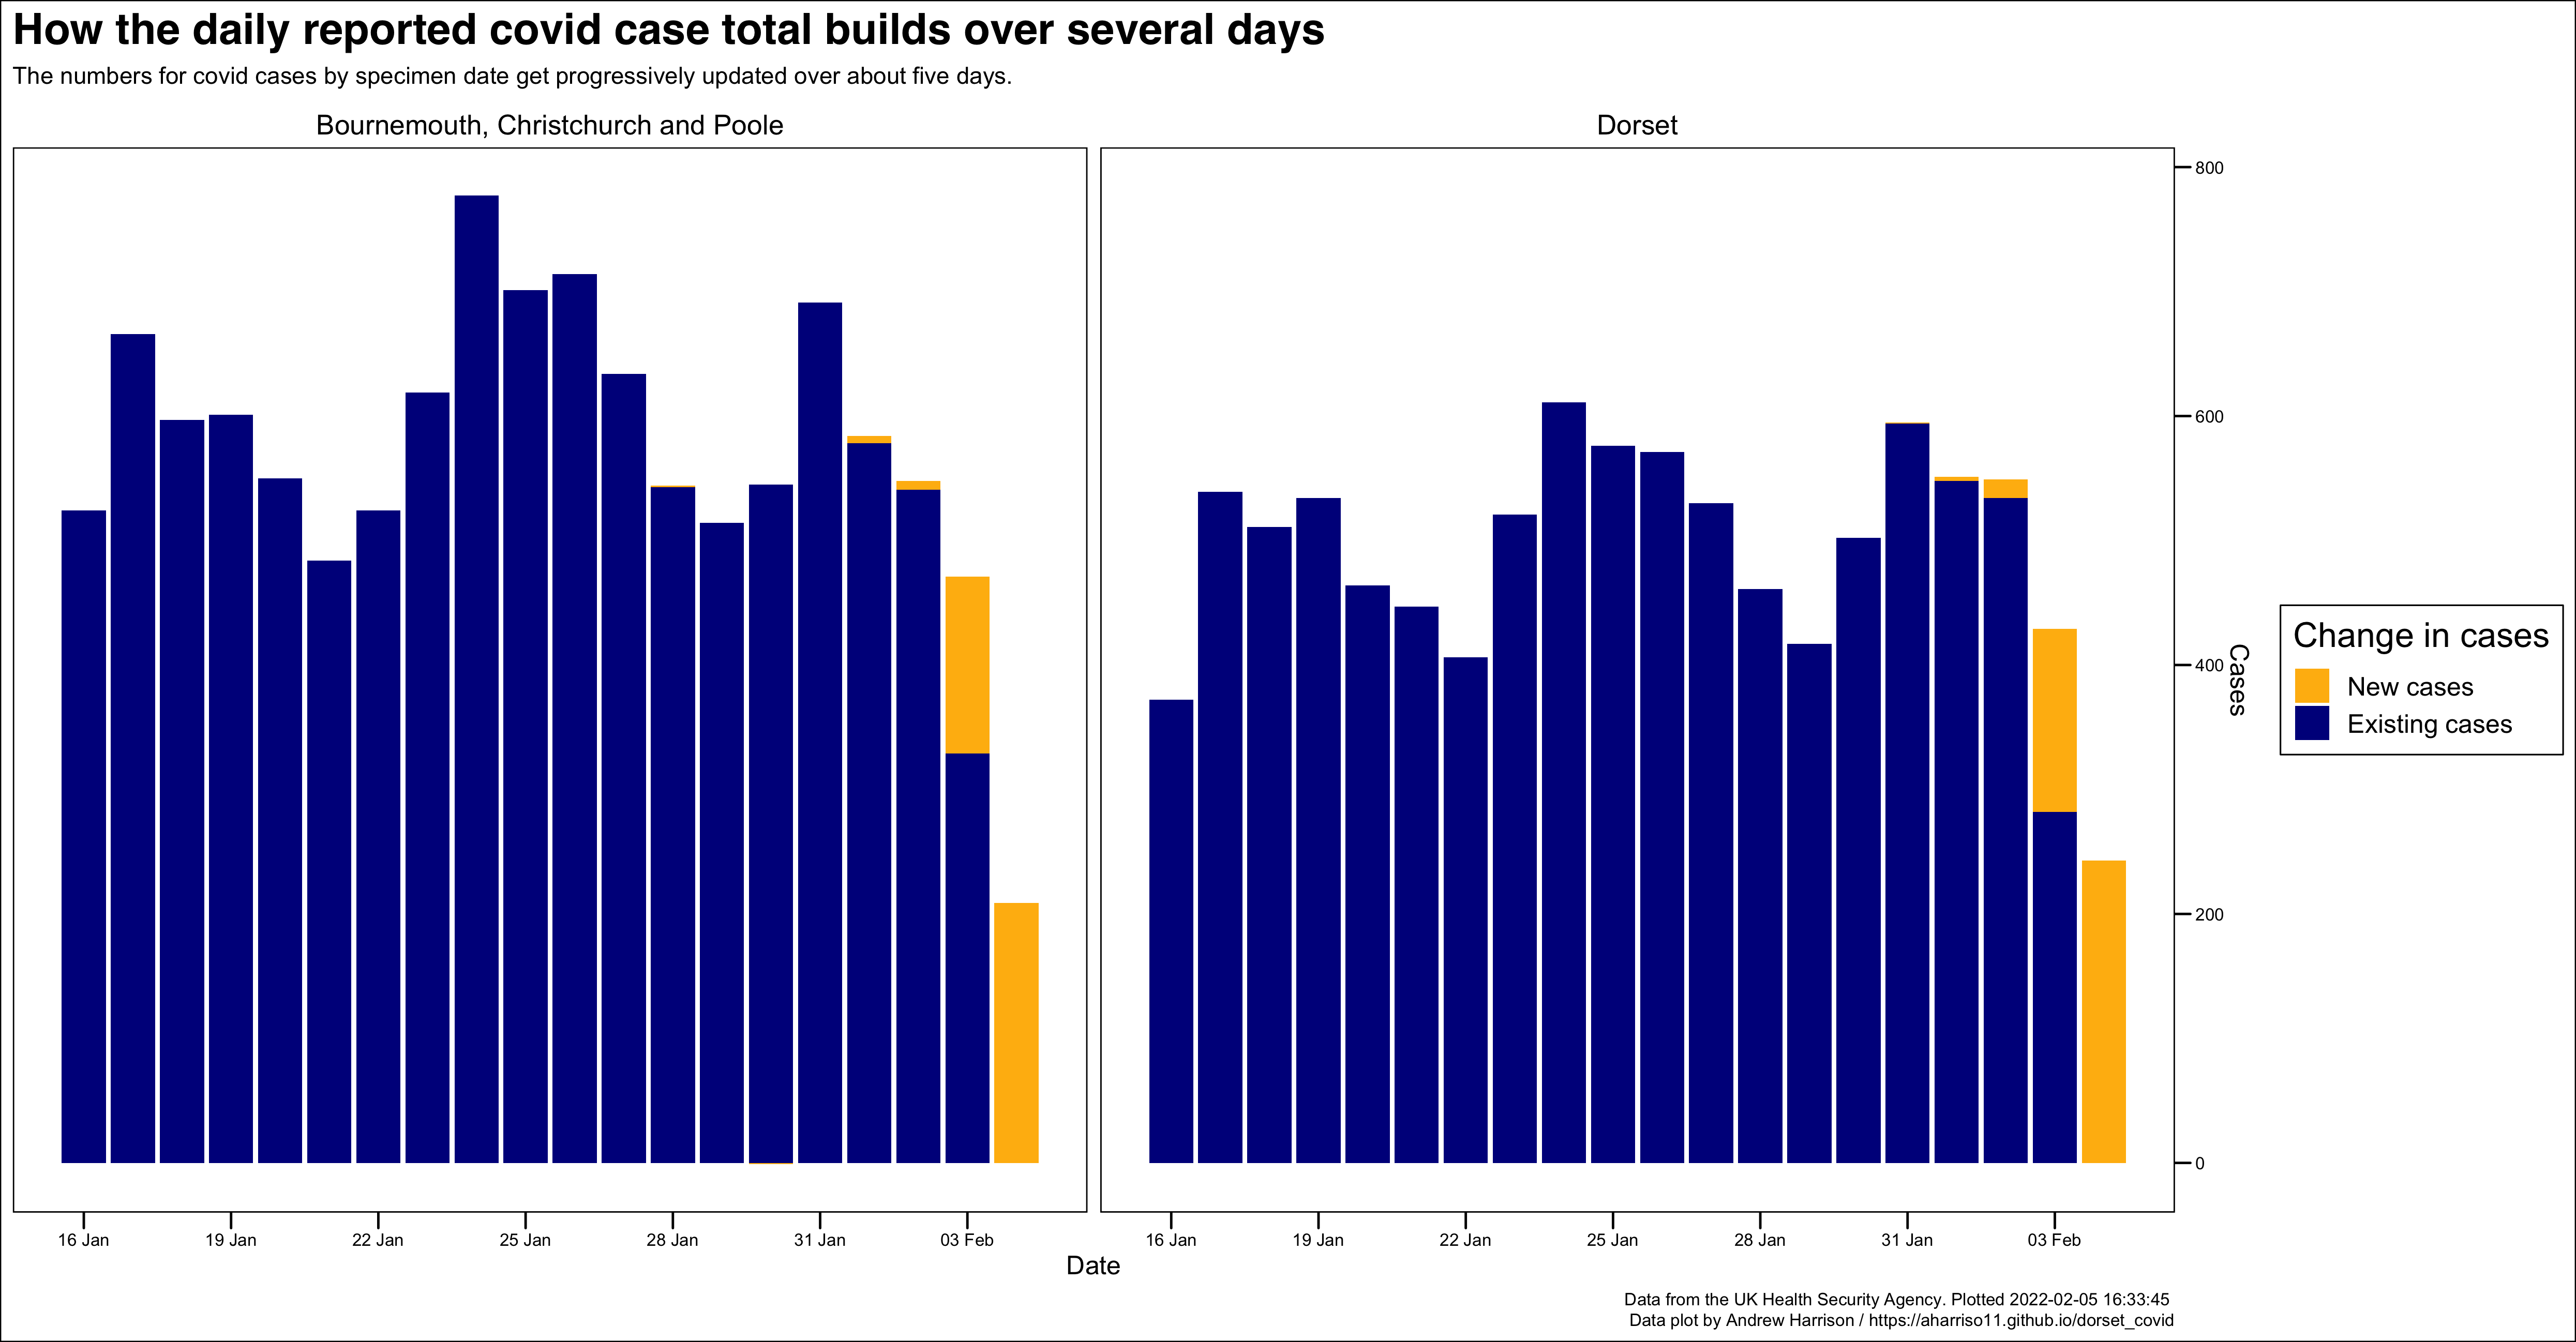 How the daily reported covid case total builds over several days
The numbers for covid cases by specimen date get progressively updated over about five days.
Bournemouth, Christchurch and Poole
Dorset
800
600
400
200
0
Cases
Change in cases
New cases
Existing cases
16 Jan 19 Jan 22 Jan 25 Jan 28 Jan 31 Jan 03 Feb
16 Jan 19 Jan 22 Jan 25 Jan 28 Jan 31 Jan 03 Feb
Date
Data from the UK Health Security Agency. Plotted 2022-02-05 16:33:45
Data plot by Andrew Harrison / https://aharriso11.github.io/dorset_covid